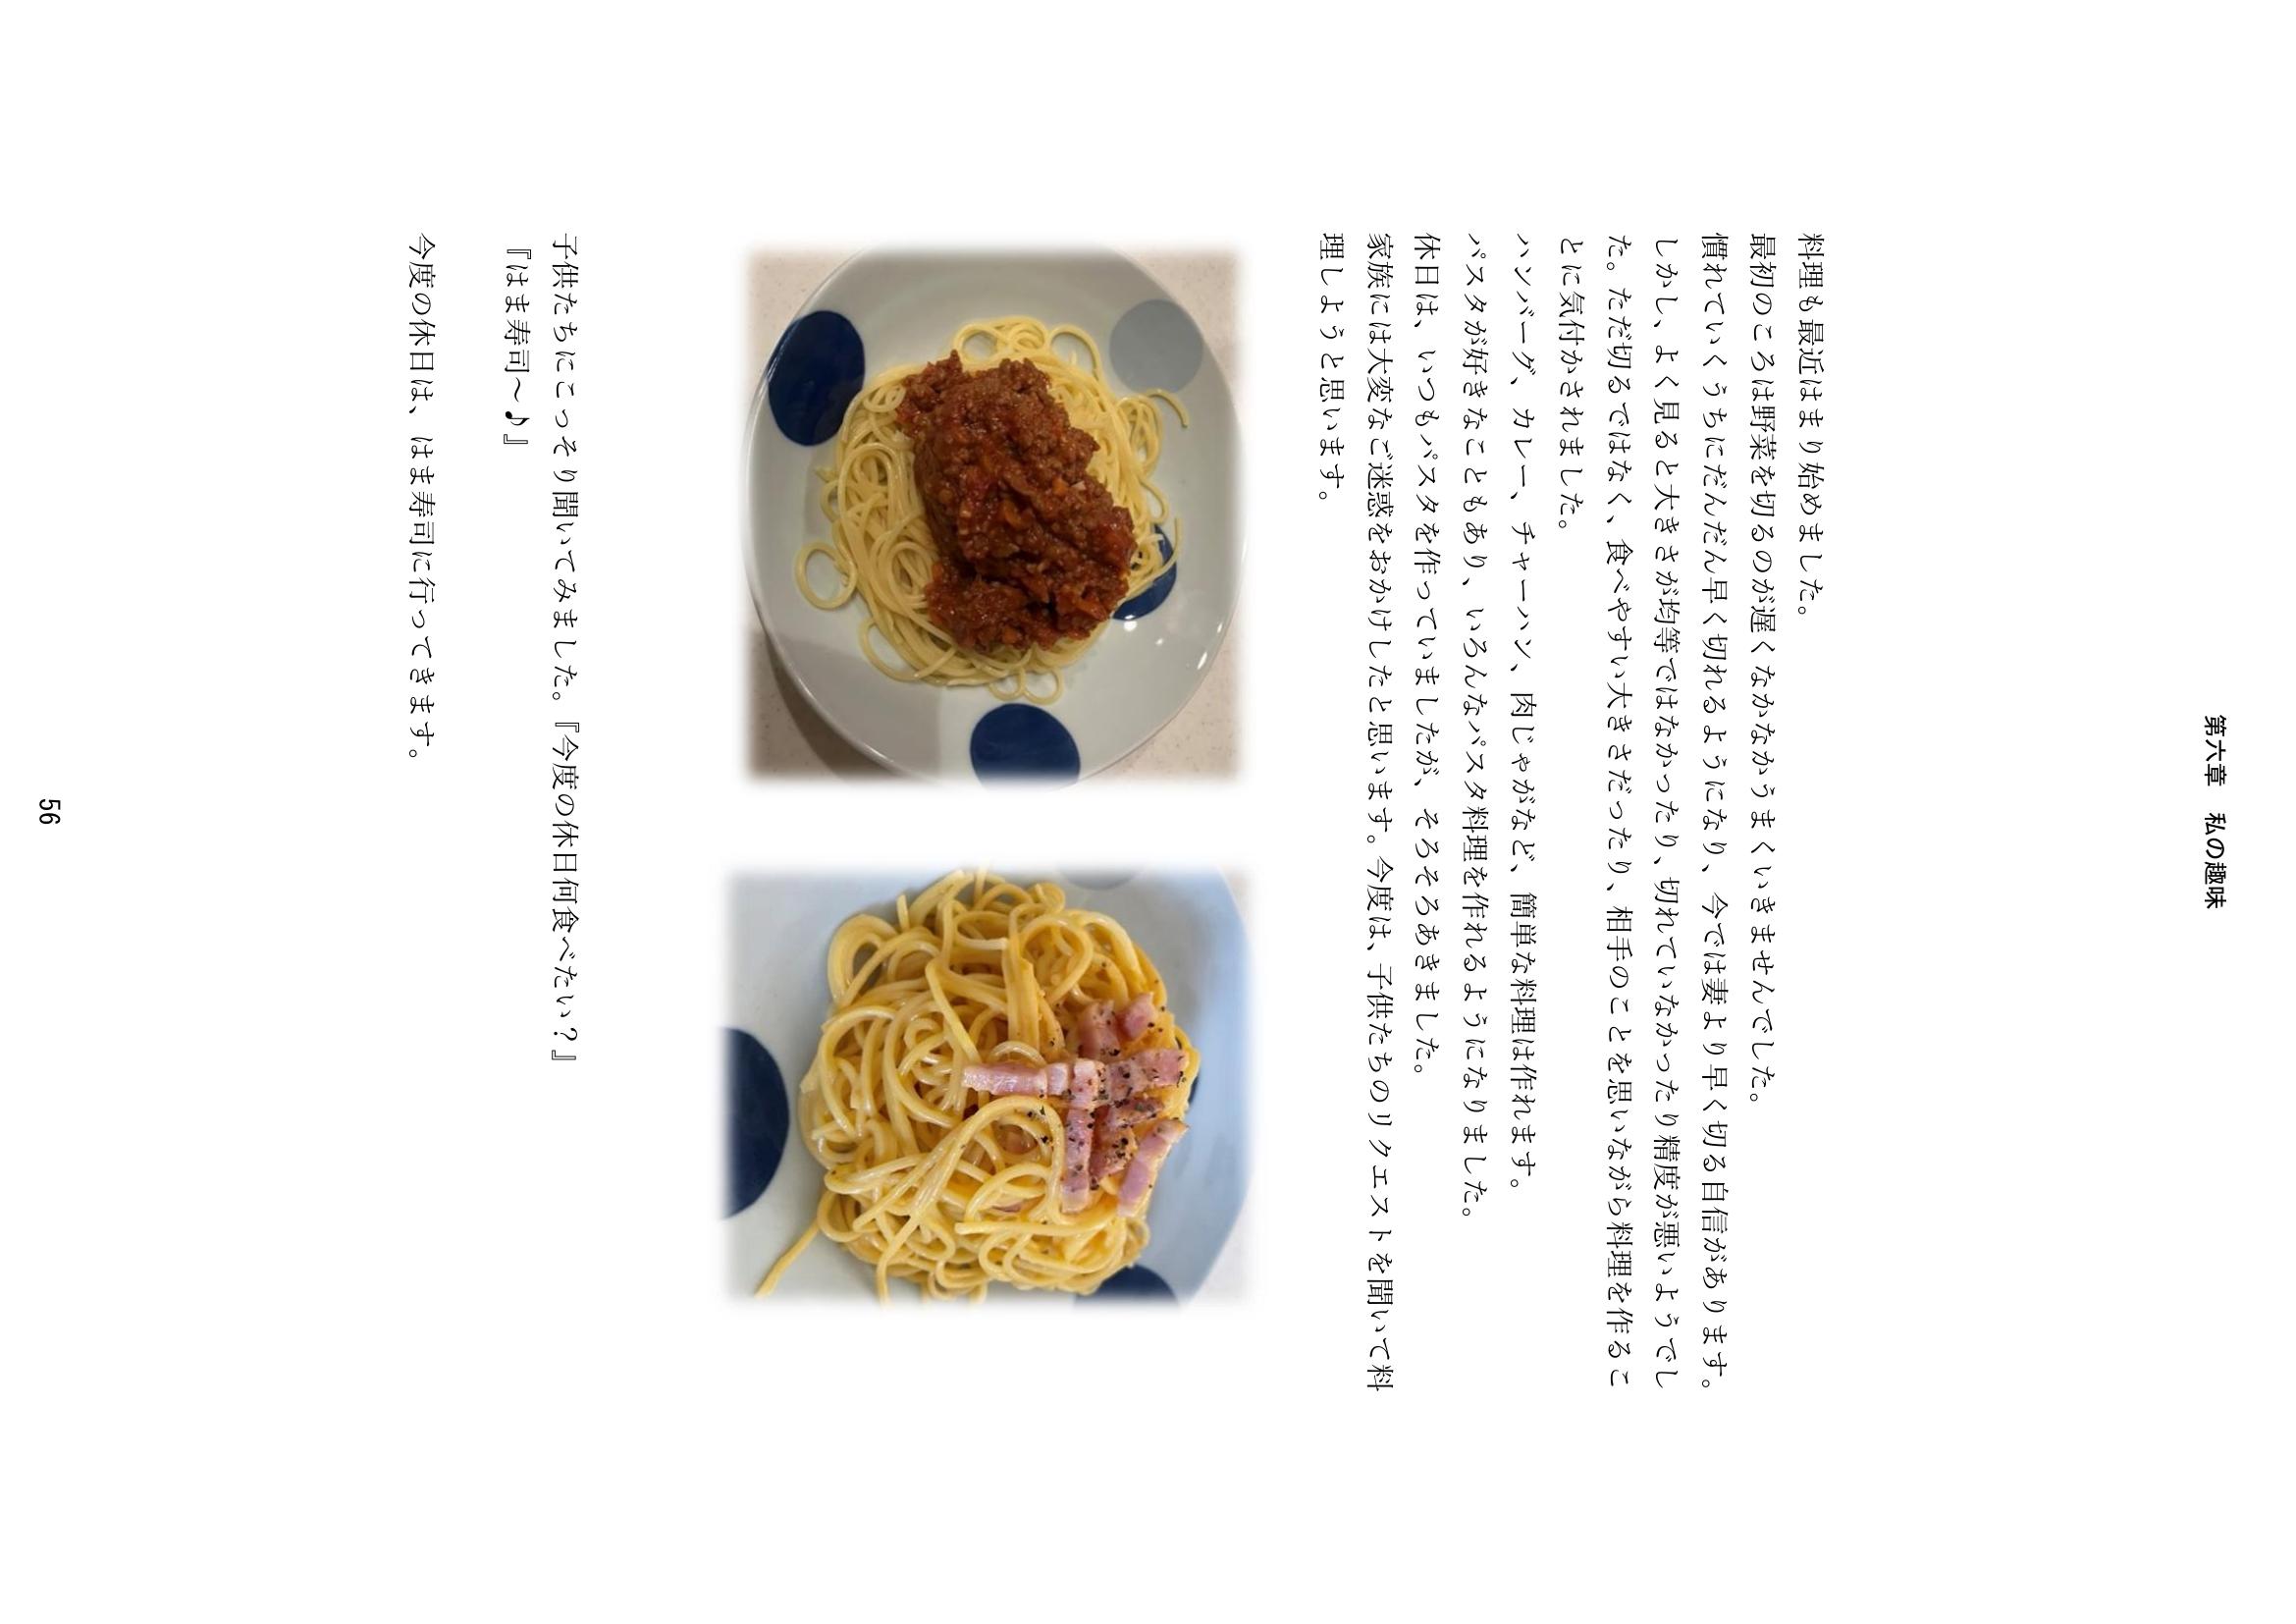 第六章　私の趣味
料理も最近はまり始めました。
最初のころは野菜を切るのが遅くなかなかうまくいきませんでした。
慣れていくうちにだんだん早く切れるようになり、今では妻より早く切る自信があります。
しかし、よく見ると大きさが均等ではなかったり、切れていなかったり精度が悪いようでし
た。ただ切るではなく、食べやすい大きさだったり、相手のことを思いながら料理を作るこ
とに気付かされました。
ハンバーグ、カレー、チャーハン、肉じゃがなど、簡単な料理は作れます。
パスタが好きなこともあり、いろんなパスタ料理を作れるようになりました。
休日は、いつもパスタを作っていましたが、そろそろあきました。
家族には大変なご迷惑をおかけしたと思います。今度は、子供たちのリクエストを聞いて料
理しようと思います。
子供たちにこっそり聞いてみました。『今度の休日何食べたい？』
『はま寿司～♪』
今度の休日は、はま寿司に行ってきます。
56